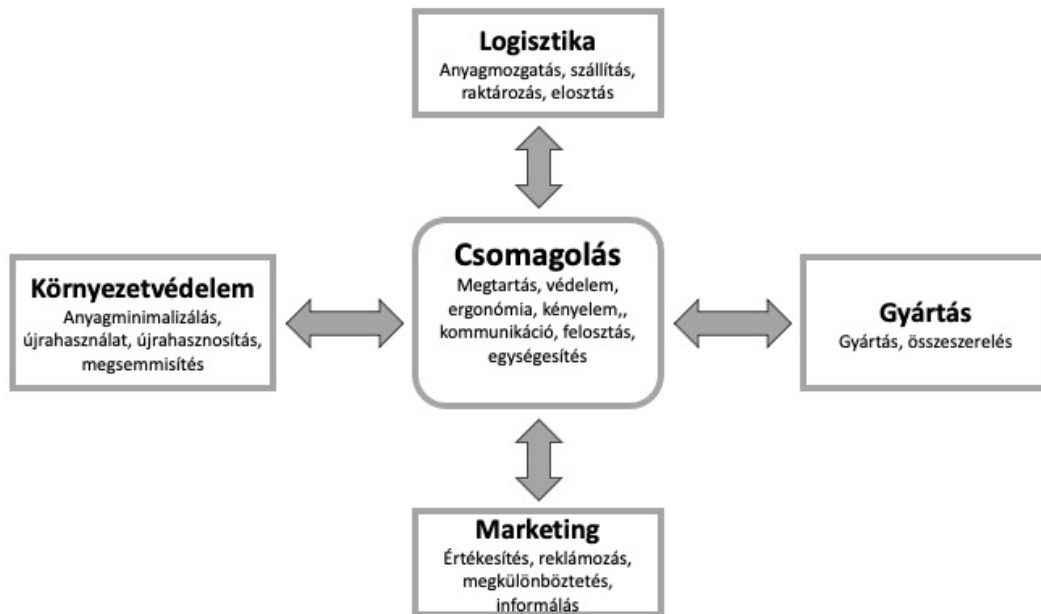 Logisztika
Anyagmozgatás, szállítás,
raktározás, elosztás
Csomagolás
Megtartás, védelem,
ergonómia, kényelem,,
kommunikáció, felosztás,
egységesítés
Környezetvédelem
Anyagminimalizálás,
újrahasználat, újrahasznosítás,
megsemmisítés
Gyártás
Gyártás, összeszerelés
Marketing
Értékesítés, reklámozás,
megkülönböztetés,
informálás